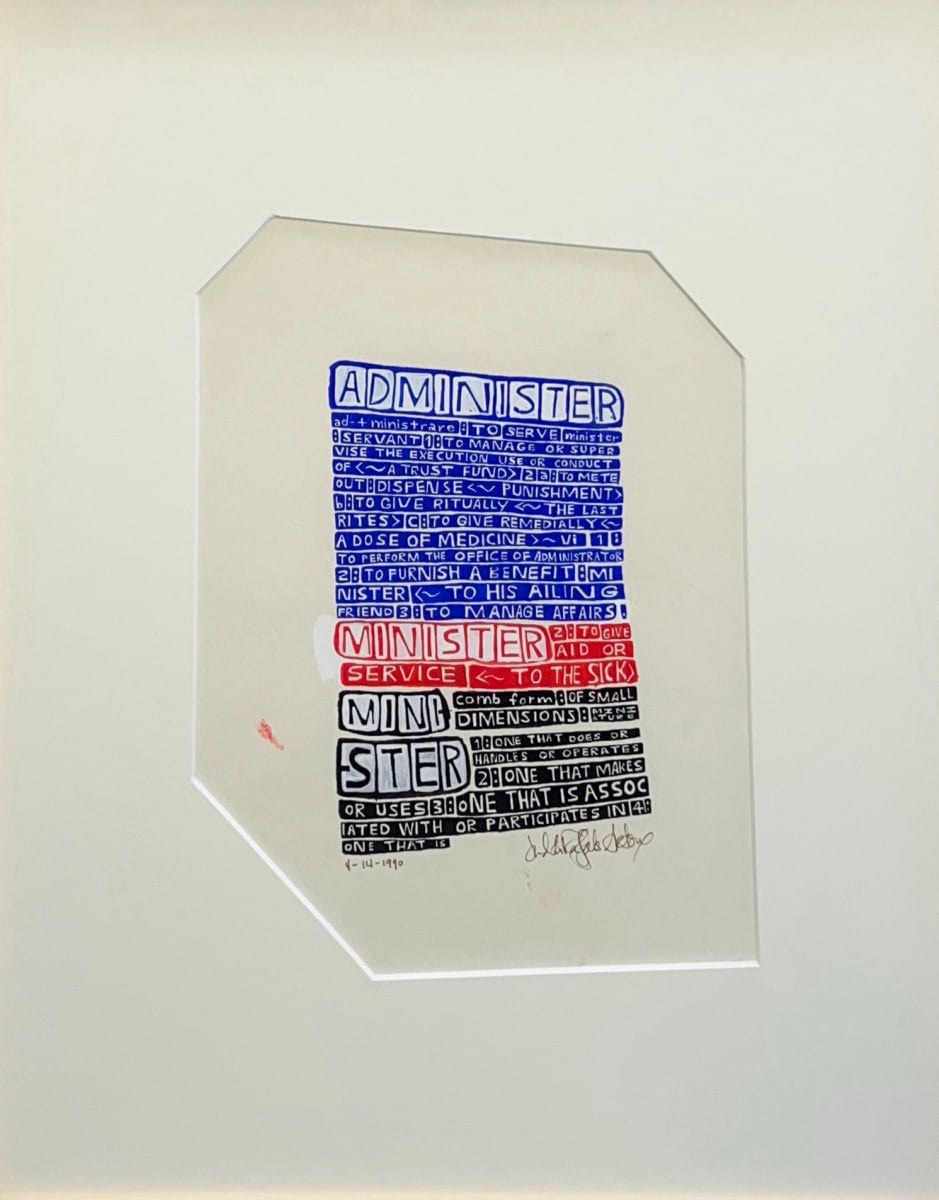 ADMINISTER
ad-+ministrare : TO SERVE minister
: SERVANT 1 : TO MANAGE OR SUPER
VISE THE EXECUTION USE OR CONDUCT
OF <~A TRUST FUND> 2 a : TO METE
OUT : DISPENSE <~ PUNISHMENT>
b : TO GIVE RITUALLY <~ THE LAST
RITES> C : TO GIVE REMEDIALLY <~
A DOSE OF MEDICINE> ~ Vi 1 :
TO PERFORM THE OFFICE OF ADMINISTRATOR
2 : TO FURNISH A BENEFIT : MI
NISTER <~ TO HIS AILING
FRIEND 3 : TO MANAGE AFFAIRS.
MINISTER 2 : TO GIVE
AID OR
SERVICE <~ TO THE SICK>
MINI comb form : OF SMALL
DIMENSIONS : MINI
TURE
-STER 1 : ONE THAT DOES OR
HANDLES OR OPERATES
2 : ONE THAT MAKES
OR USES 3 : ONE THAT IS ASSOC
IATED WITH OR PARTICIPATES IN 4 :
ONE THAT IS
4-14-1990